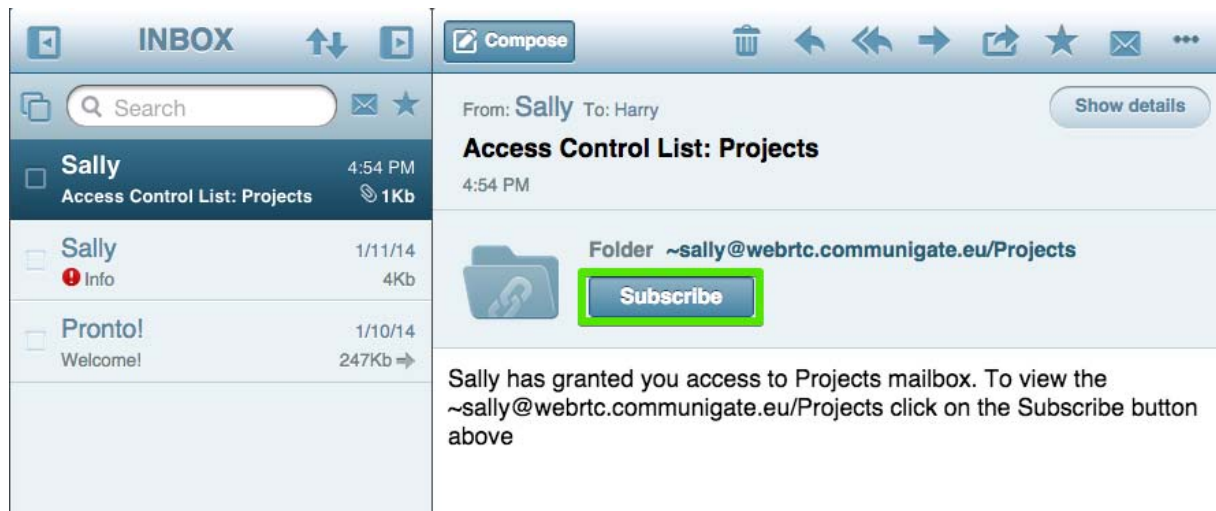 INBOX
Search
Sally 4:54 PM
Access Control List: Projects 1Kb
Sally 1/11/14
Info 4Kb
Pronto! 1/10/14
Welcome! 247Kb
Compose
From: Sally To: Harry Show details
Access Control List: Projects
4:54 PM
Folder ~sally@webrtc.communigate.eu/Projects
Subscribe
Sally has granted you access to Projects mailbox. To view the
~sally@webrtc.communigate.eu/Projects click on the Subscribe button
above